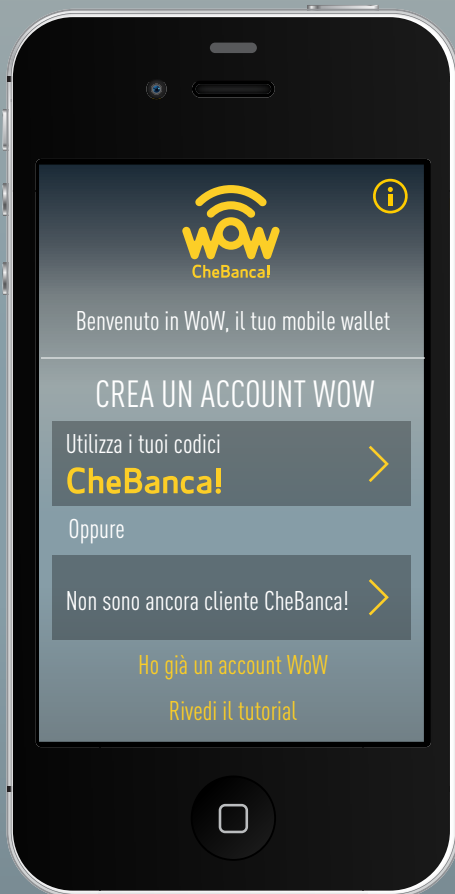 WOW
CheBanca!
Benvenuto in WoW, il tuo mobile wallet
CREA UN ACCOUNT WOW
Utilizza i tuoi codici
CheBanca!
Oppure
Non sono ancora cliente CheBanca!
Ho già un account WoW
Rivedi il tutorial